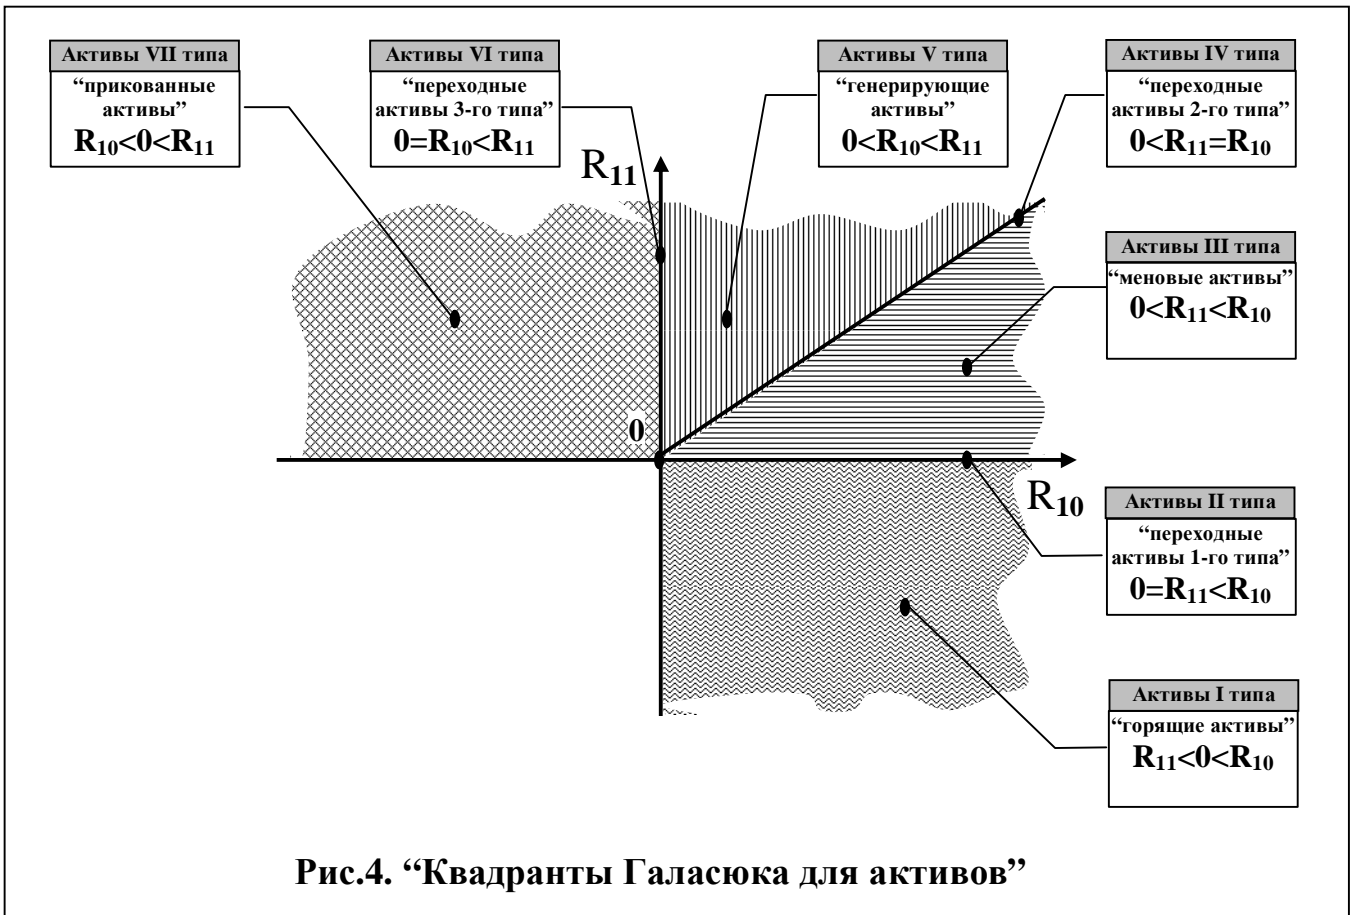 Активы VII типа
“прикованные
активы”
R₁₀<0<R₁₁
Активы VI типа
“переходные
активы 3-го типа”
0=R₁₀<R₁₁
Активы V типа
“генерирующие
активы”
0<R₁₀<R₁₁
Активы IV типа
“переходные
активы 2-го типа”
0<R₁₁=R₁₀
R₁₁
Активы III типа
“меновые активы”
0<R₁₁<R₁₀
0
R₁₀
Активы II типа
“переходные
активы 1-го типа”
0=R₁₁<R₁₀
Активы I типа
“горящие активы”
R₁₁<0<R₁₀
Рис.4. “Квадранты Галасюка для активов”